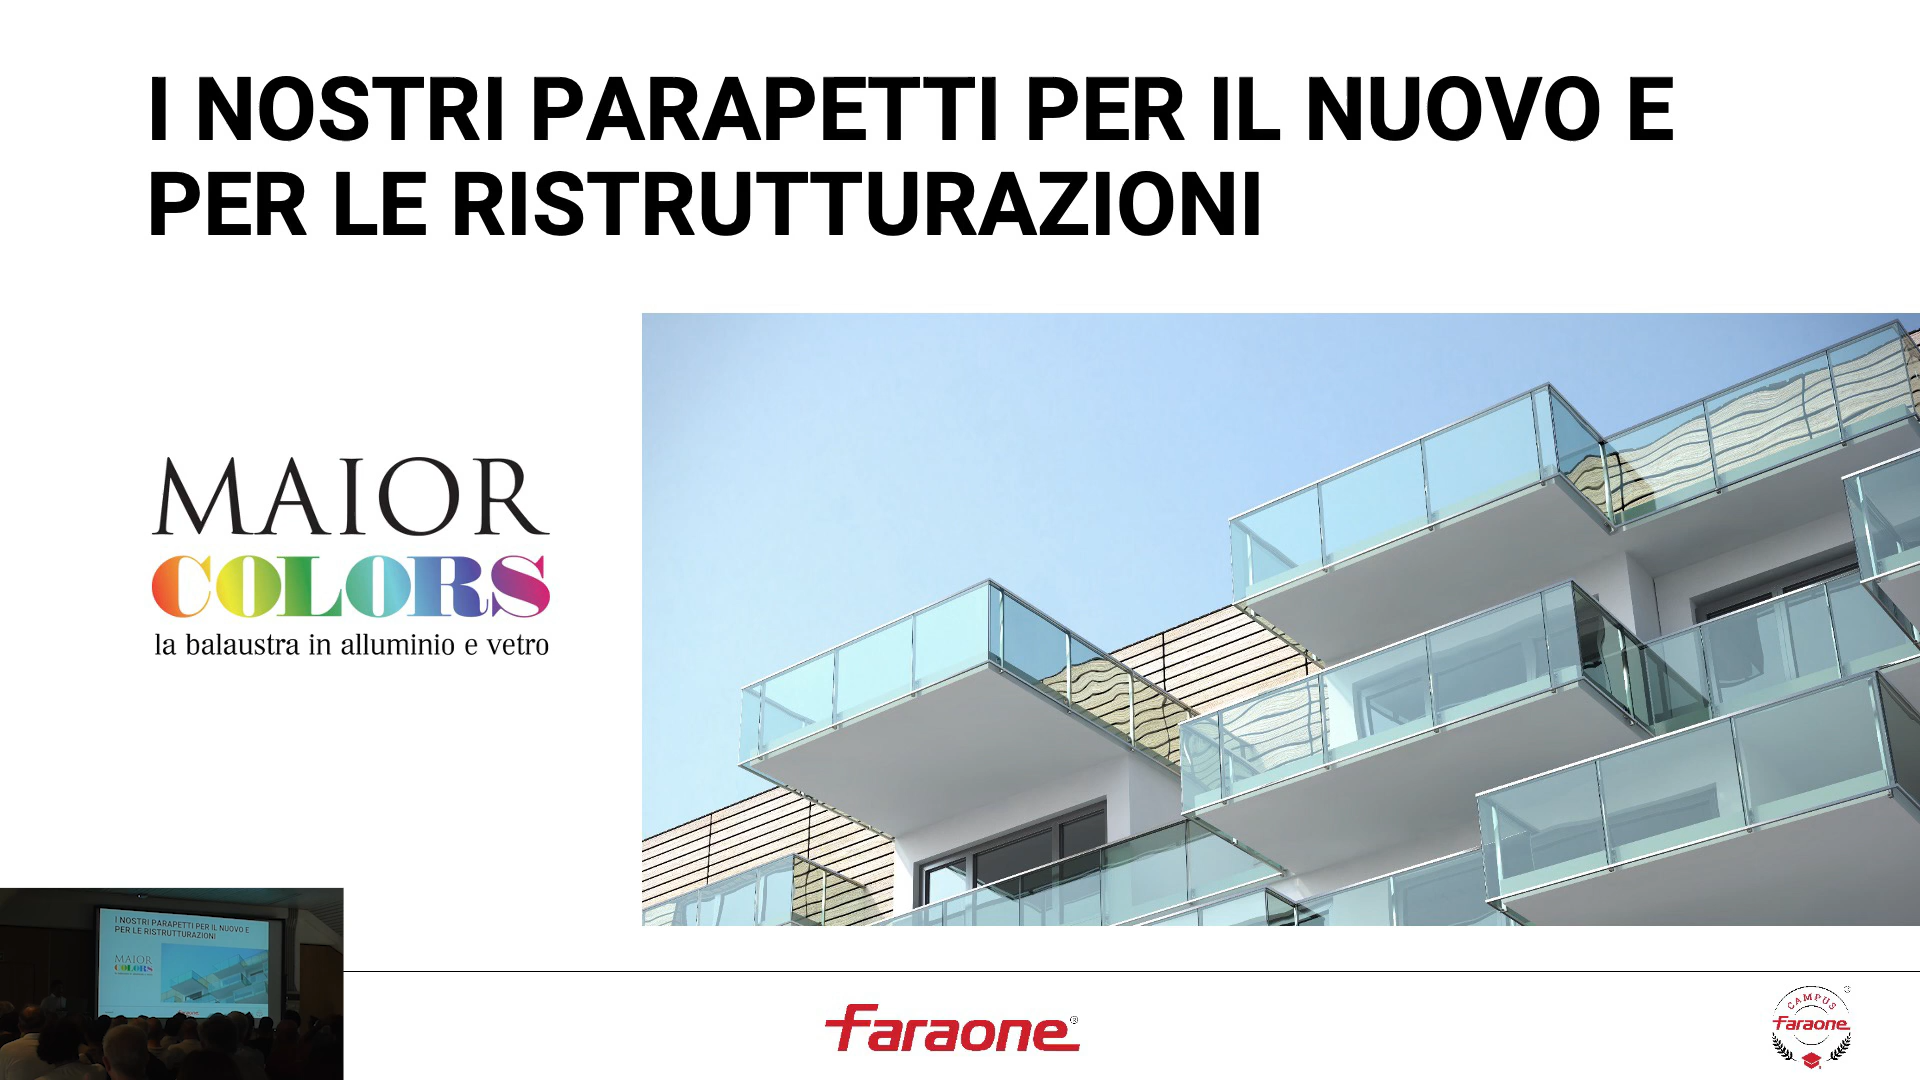 I NOSTRI PARAPETTI PER IL NUOVO E
PER LE RISTRUTTURAZIONI
MAIOR
COLORS
la balaustra in alluminio e vetro
I NOSTRI PARAPETTI PER IL NUOVO E
PER LE RISTRUTTURAZIONI
MAIOR
COLORS
faraone®
CAMPUS
faraone